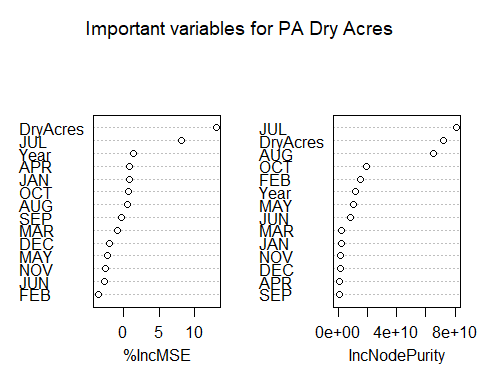 Important variables for PA Dry Acres
DryAcres
JUL
Year
APR
JAN
OCT
AUG
SEP
MAR
DEC
MAY
NOV
JUN
FEB
0 5 10
%IncMSE
JUL
DryAcres
AUG
OCT
FEB
Year
MAY
JUN
MAR
JAN
NOV
DEC
APR
SEP
0e+00 4e+10 8e+10
IncNodePurity